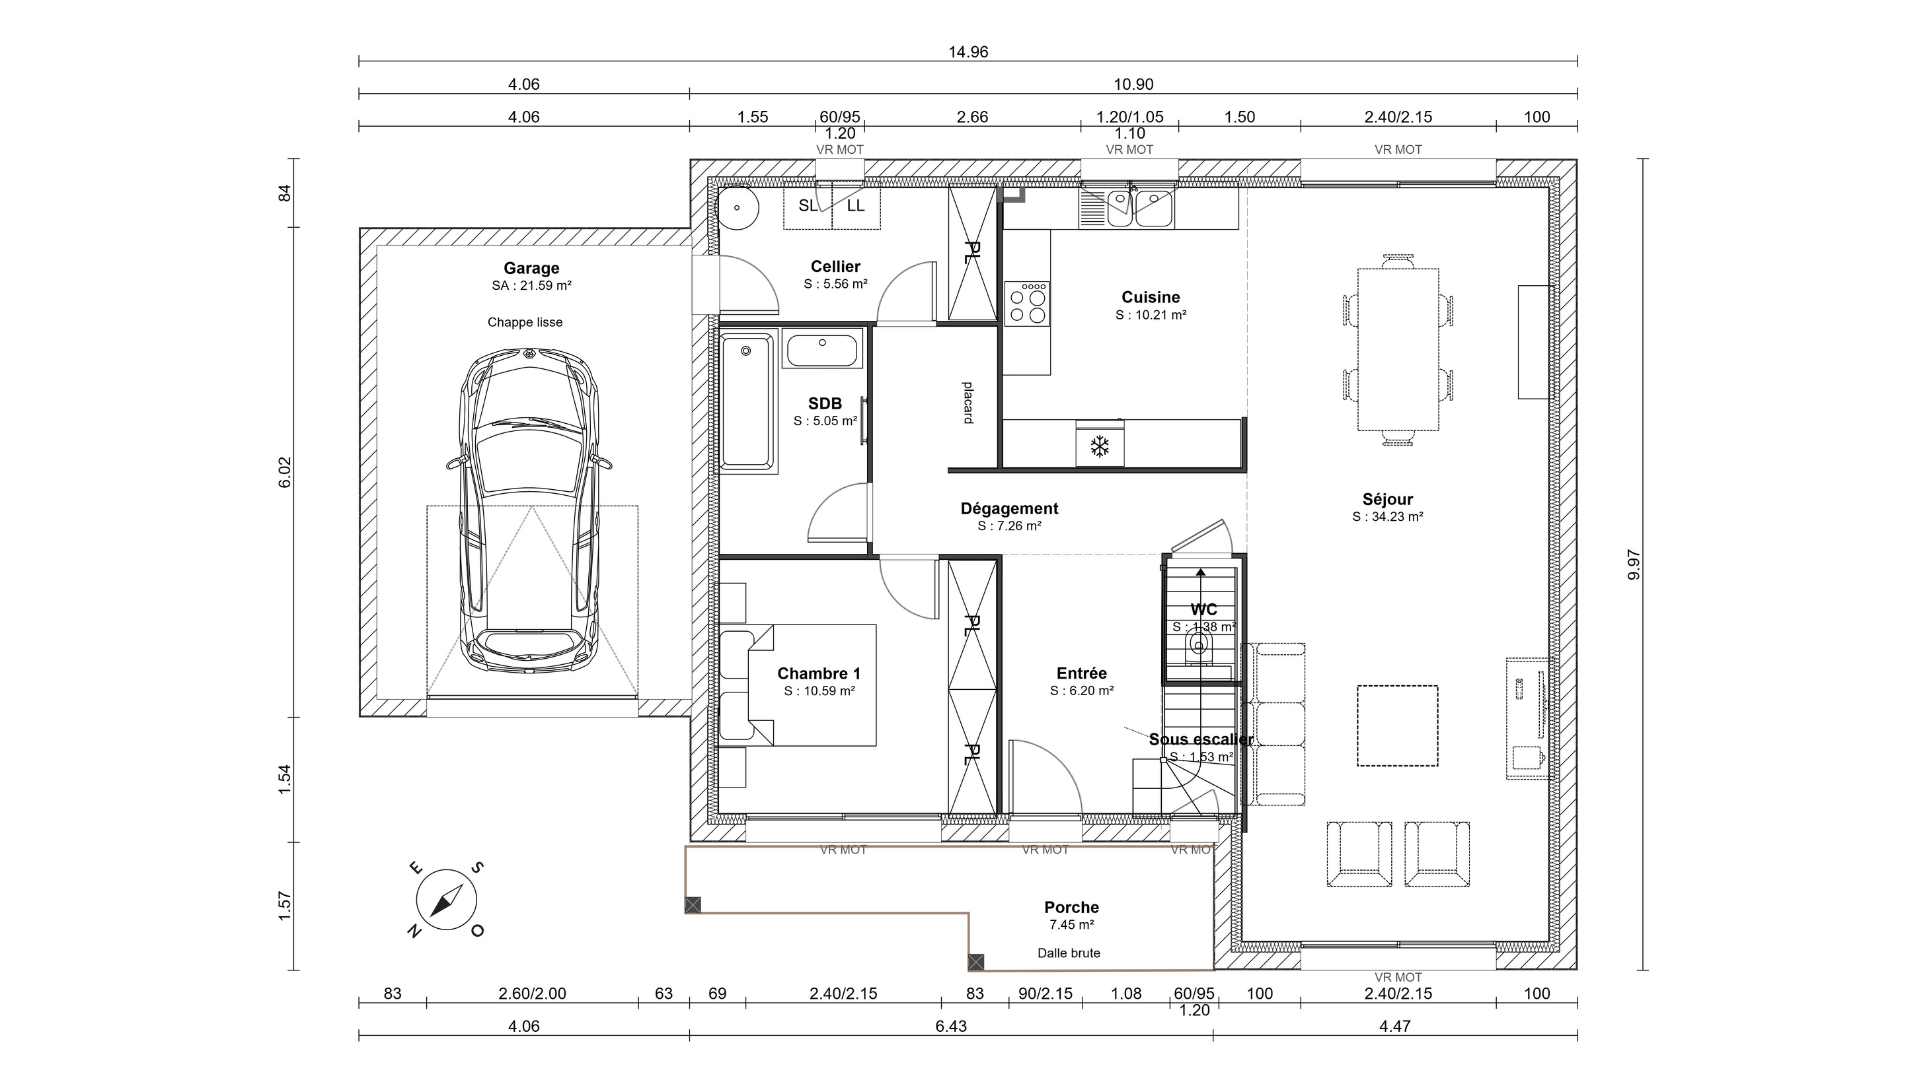 14.96
4.06
10.90
4.06
1.55
60/95
2.66
1.20/1.05
1.50
2.40/2.15
100
1.20
1.10
VR MOT
VR MOT
VR MOT
84
6.02
1.54
1.57
9.97
Garage
SA : 21.59 m²
Chappe lisse
SL
LL
PL
Cellier
S : 5.56 m²
Cuisine
S : 10.21 m²
placard
SDB
S : 5.05 m²
Dégagement
S : 7.26 m²
Séjour
S : 34.23 m²
WC
S : 1.38 m²
PL
Chambre 1
S : 10.59 m²
Entrée
S : 6.20 m²
PL
Sous escalier
S : 1.53 m²
VR MOT
VR MOT
VR MO
E
S
N
O
Porche
7.45 m²
Dalle brute
VR MOT
83
2.60/2.00
63
69
2.40/2.15
83
90/2.15
1.08
60/95
100
2.40/2.15
100
1.20
4.06
6.43
4.47